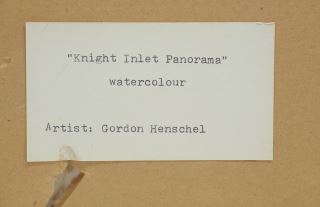 "Knight Inlet Panorama"
watercolour
Artist: Gordon Henschel